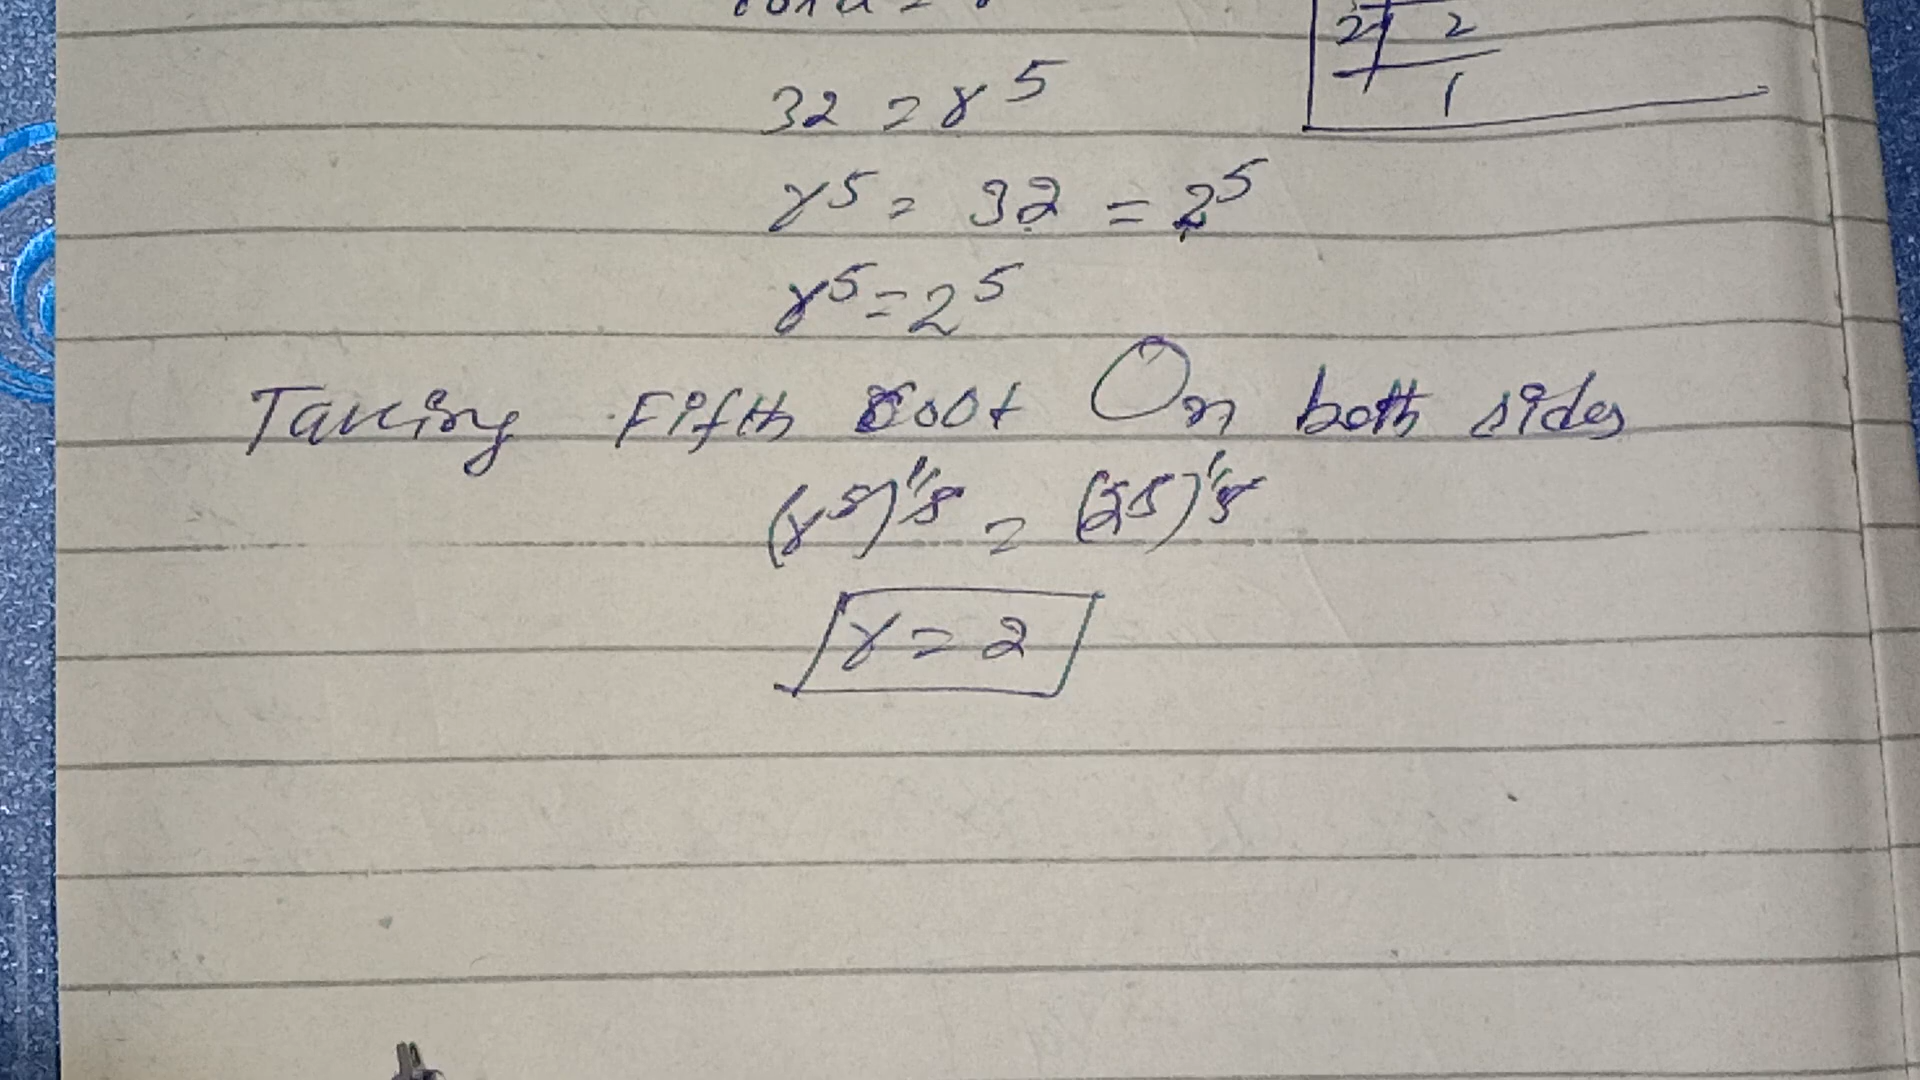 2 2
1
32 = r^5
r^5 = 32 = 2^5
r^5 = 2^5
Taking Fifth root On both sides
(r^5)^1/5 = (2^5)^1/5
r = 2